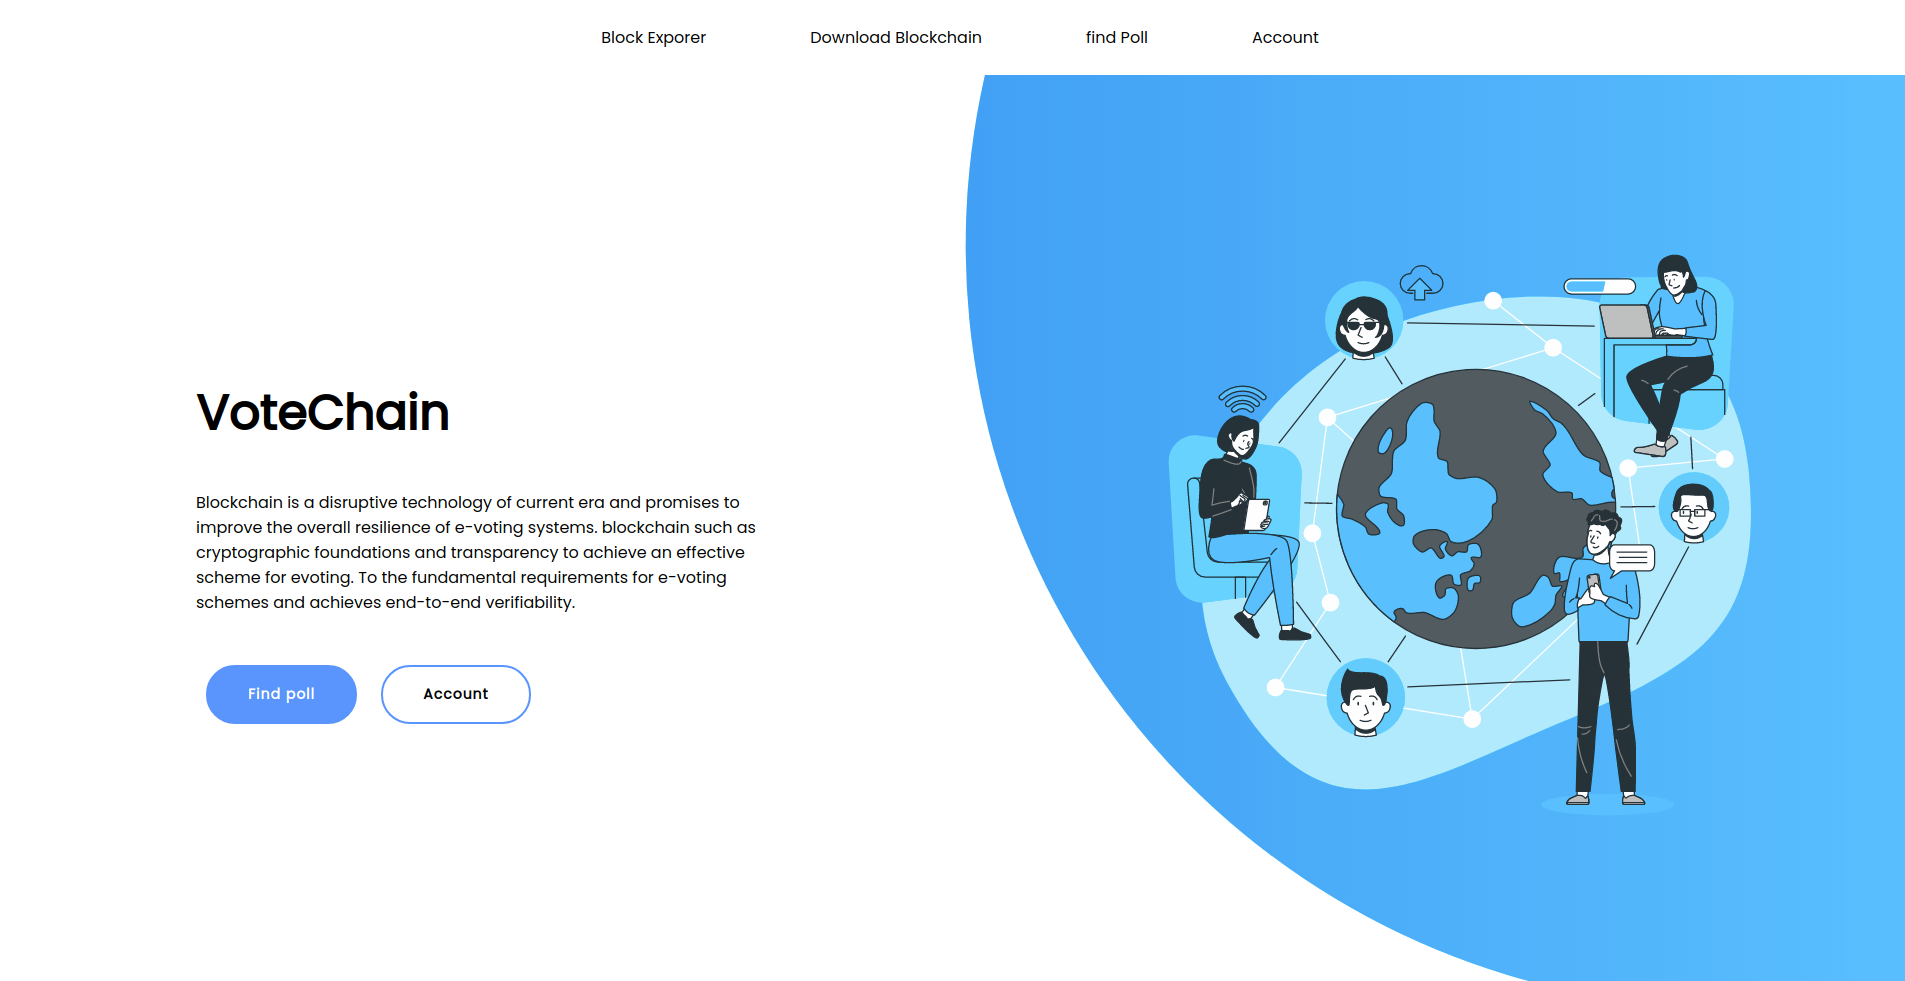 Block Exporer
Download Blockchain
find Poll
Account
VoteChain
Blockchain is a disruptive technology of current era and promises to
improve the overall resilience of e-voting systems. blockchain such as
cryptographic foundations and transparency to achieve an effective
scheme for evoting. To the fundamental requirements for e-voting
schemes and achieves end-to-end verifiability.
Find poll
Account